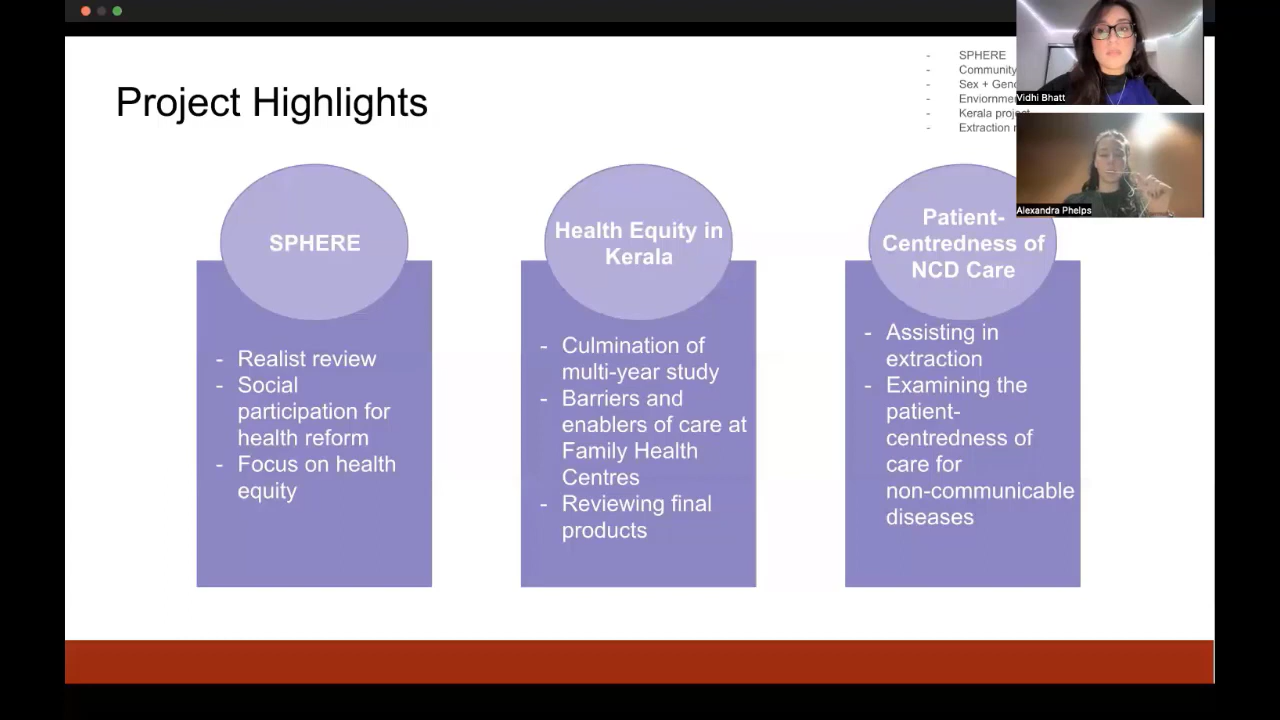 Project Highlights
- SPHERE
- Community
- Sex +
-
- Kerala project
- Extraction
Vidhi Bhatt
Alexandra Phelps
SPHERE
- Realist review
- Social
participation for
health reform
- Focus on health
equity
Health Equity in
Kerala
- Culmination of
multi-year study
- Barriers and
enablers of care at
Family Health
Centres
- Reviewing final
products
Patient-
Centredness of
NCD Care
- Assisting in
extraction
- Examining the
patient-
centredness of
care for
non-communicable
diseases